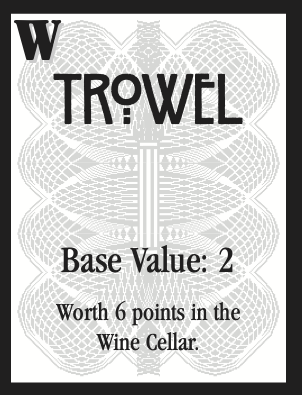 W
TROWEL
Base Value: 2
Worth 6 points in the
Wine Cellar.